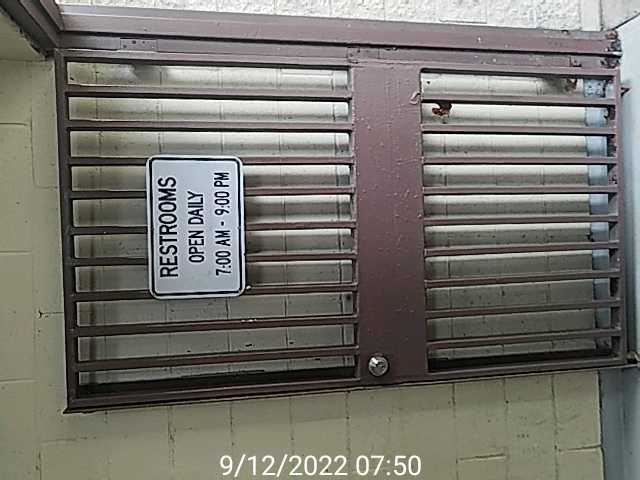 RESTROOMS
OPEN DAILY
7:00 AM - 9:00 PM
9/12/2022 07:50